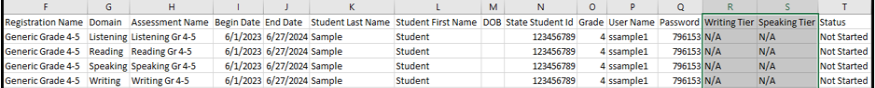 F G H I J K L M N O P Q R S T
Registration Name Domain Assessment Name Begin Date End Date Student Last Name Student First Name DOB State Student Id Grade User Name Password Writing Tier Speaking Tier Status
Generic Grade 4-5 Listening Listening Gr 4-5 6/1/2023 6/27/2024 Sample Student 123456789 4 ssample1 796153 N/A N/A Not Started
Generic Grade 4-5 Reading Reading Gr 4-5 6/1/2023 6/27/2024 Sample Student 123456789 4 ssample1 796153 N/A N/A Not Started
Generic Grade 4-5 Speaking Speaking Gr 4-5 6/1/2023 6/27/2024 Sample Student 123456789 4 ssample1 796153 N/A N/A Not Started
Generic Grade 4-5 Writing Writing Gr 4-5 6/1/2023 6/27/2024 Sample Student 123456789 4 ssample1 796153 N/A N/A Not Started